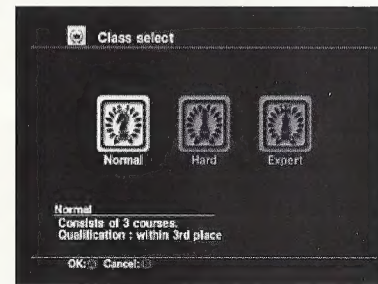 Class select
Normal Hard Expert
Normal
Consists of 3 courses.
Qualification : within 3rd place
OK: Cancel: